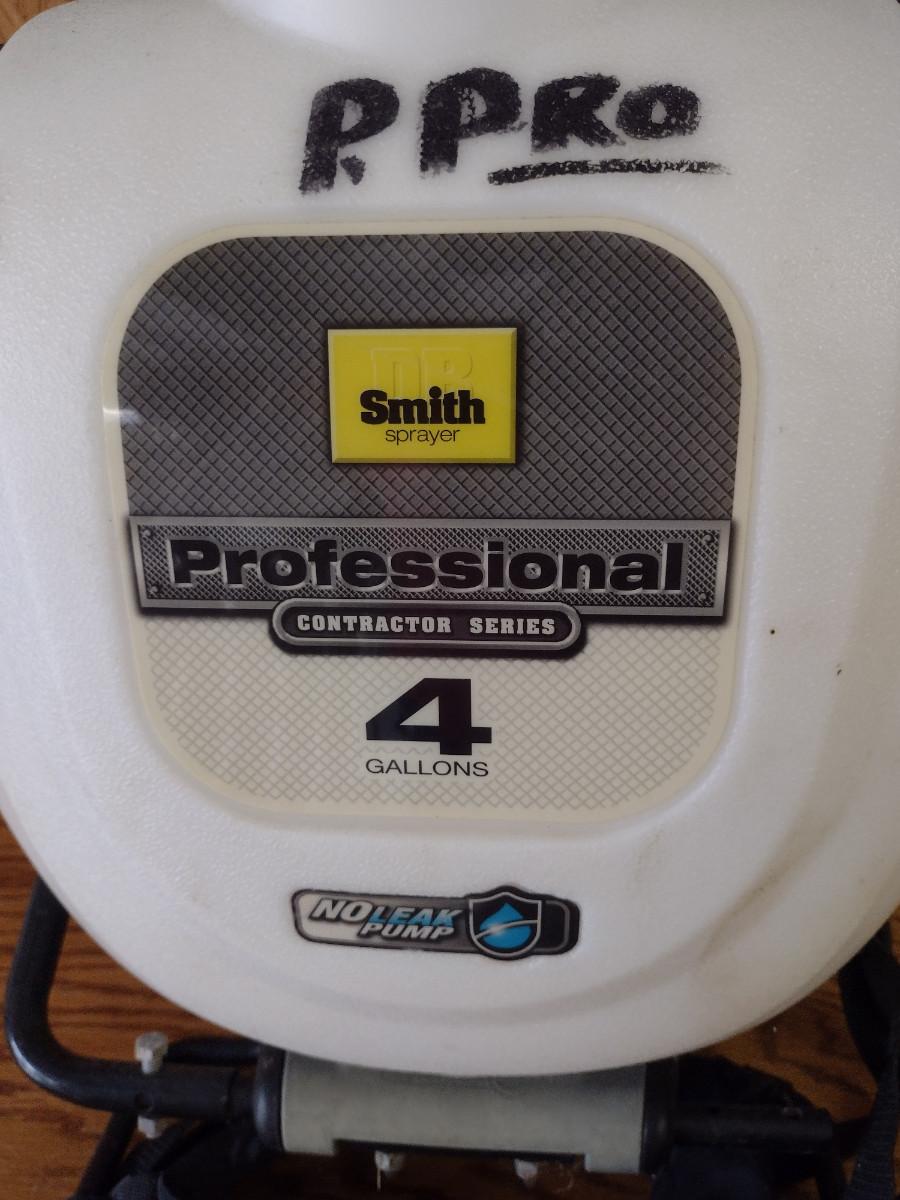 P. PRO
DR
Smith
sprayer
Professional
CONTRACTOR SERIES
4
GALLONS
NO LEAK
PUMP